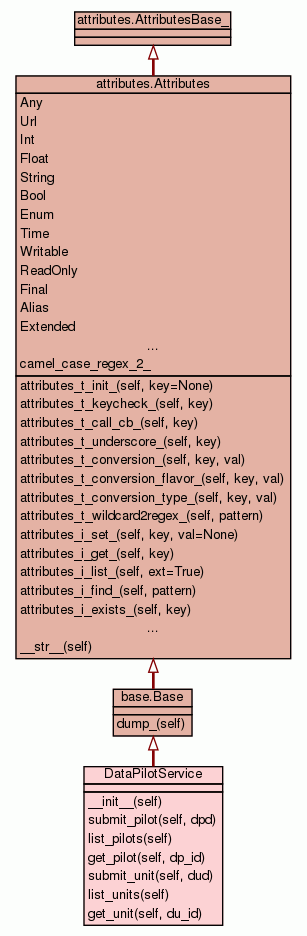 attributes.AttributesBase_
attributes.Attributes
Any
Url
Int
Float
String
Bool
Enum
Time
Writable
ReadOnly
Final
Alias
Extended
...
camel_case_regex_2_
attributes_t_init_(self, key=None)
attributes_t_keycheck_(self, key)
attributes_t_call_cb_(self, key)
attributes_t_underscore_(self, key)
attributes_t_conversion_(self, key, val)
attributes_t_conversion_flavor_(self, key, val)
attributes_t_conversion_type_(self, key, val)
attributes_t_wildcard2regex_(self, pattern)
attributes_i_set_(self, key, val=None)
attributes_i_get_(self, key)
attributes_i_list_(self, ext=True)
attributes_i_find_(self, pattern)
attributes_i_exists_(self, key)
...
__str__(self)
base.Base
dump_(self)
DataPilotService
__init__(self)
submit_pilot(self, dpd)
list_pilots(self)
get_pilot(self, dp_id)
submit_unit(self, dud)
list_units(self)
get_unit(self, du_id)